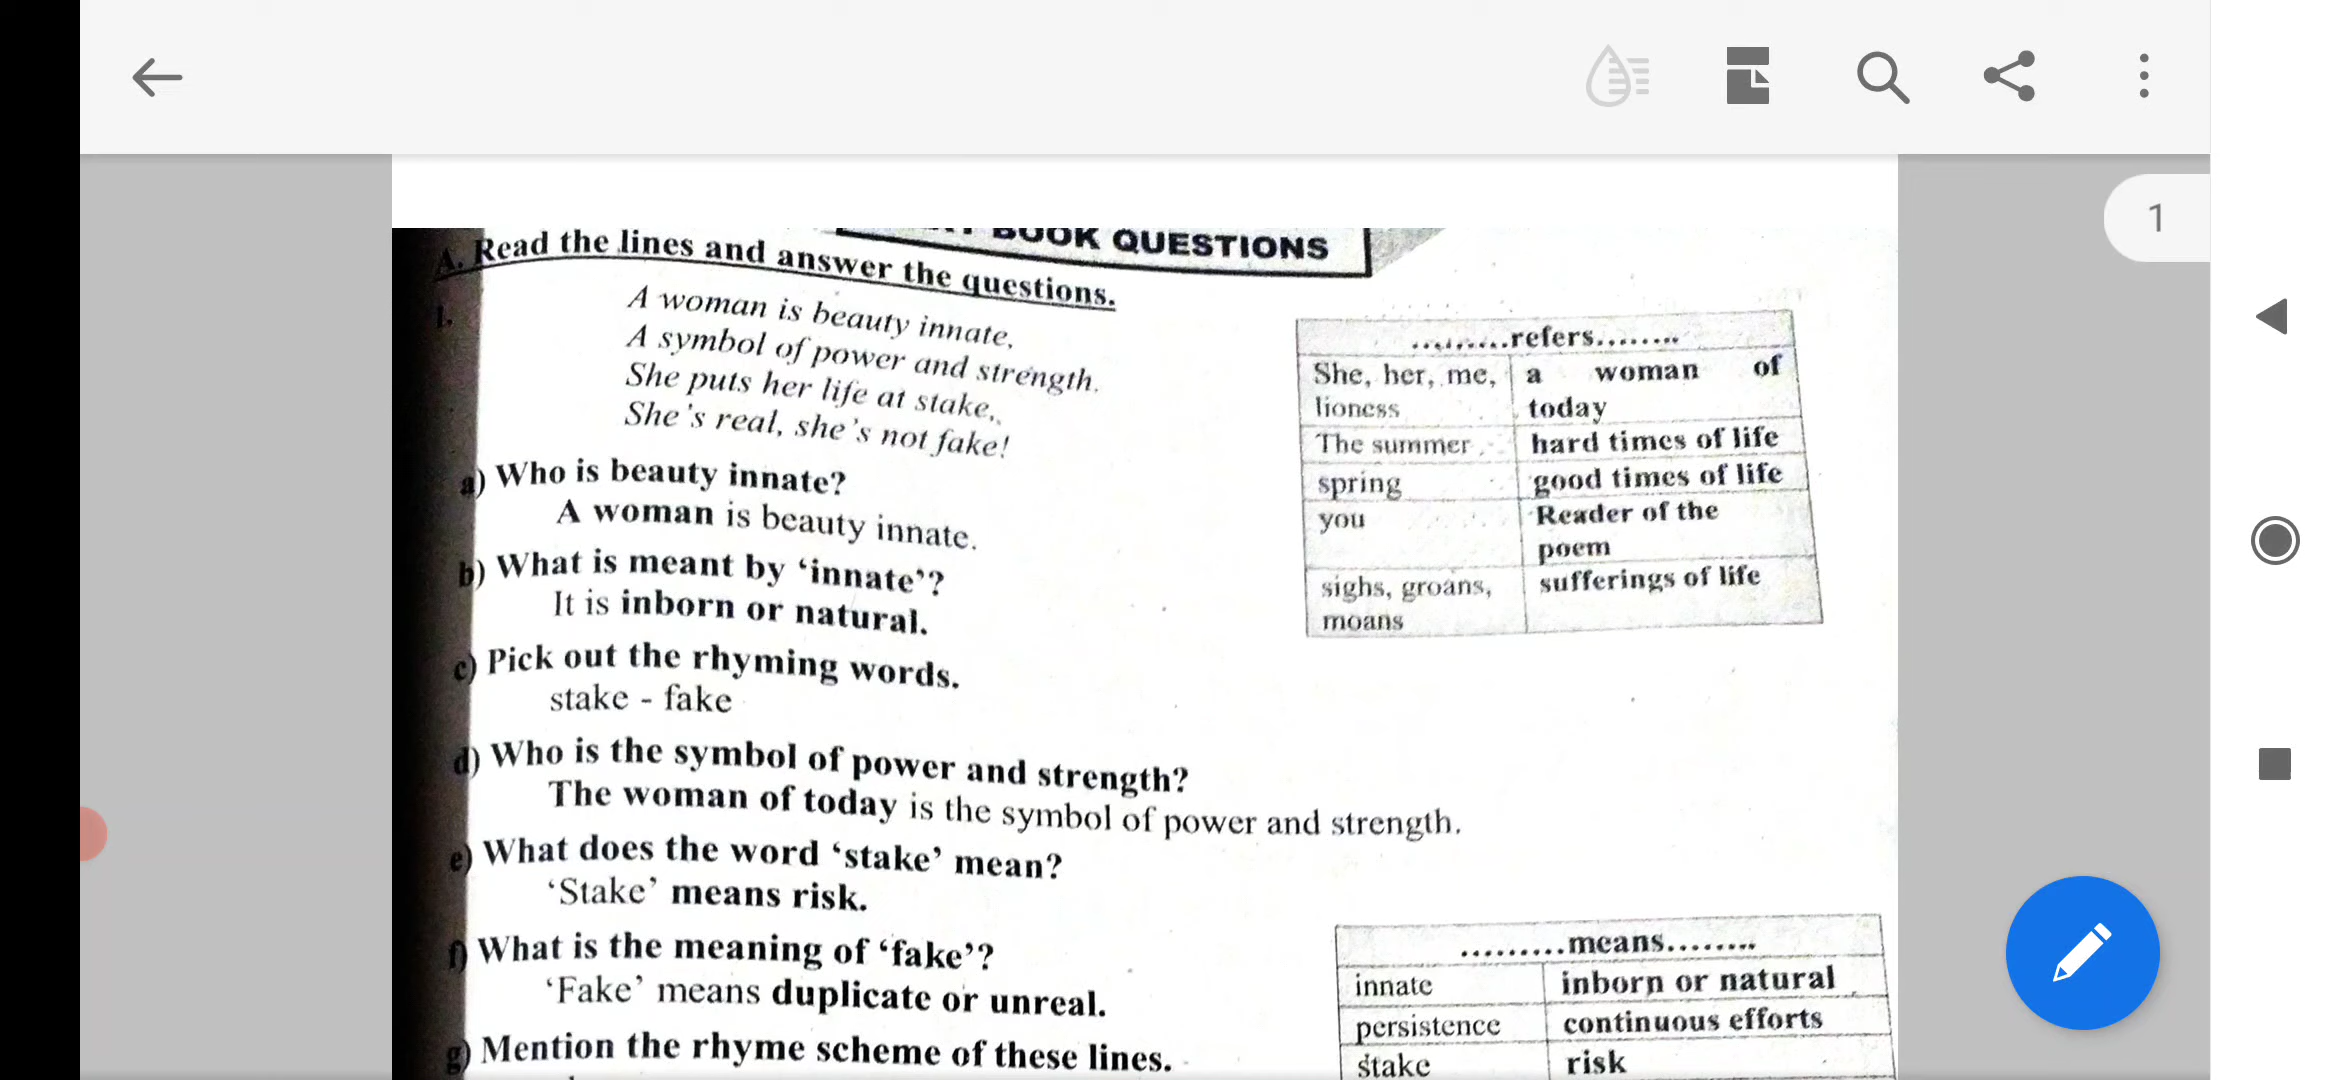 1
BOOK QUESTIONS
A. Read the lines and answer the questions.
1. A woman is beauty innate,
A symbol of power and strength.
She puts her life at stake,
She's real, she's not fake!
a) Who is beauty innate?
A woman is beauty innate.
b) What is meant by ‘innate’?
It is inborn or natural.
c) Pick out the rhyming words.
stake - fake
d) Who is the symbol of power and strength?
The woman of today is the symbol of power and strength.
e) What does the word ‘stake’ mean?
‘Stake’ means risk.
f) What is the meaning of ‘fake’?
‘Fake’ means duplicate or unreal.
g) Mention the rhyme scheme of these lines.
.........refers........
She, her, me, a woman of
lioness today
The summer hard times of life
spring good times of life
you Reader of the
poem
sighs, groans, sufferings of life
moans
.........means........
innate inborn or natural
persistence continuous efforts
stake risk